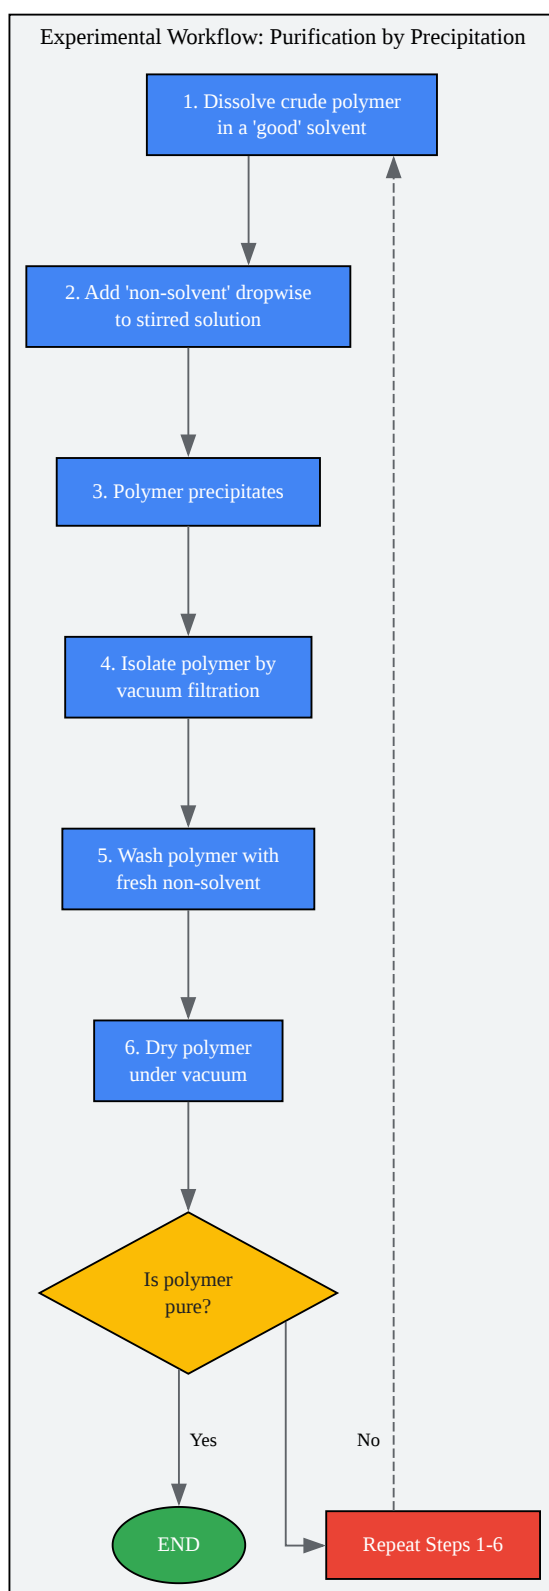 Experimental Workflow: Purification by Precipitation
1. Dissolve crude polymer
in a 'good' solvent
2. Add 'non-solvent' dropwise
to stirred solution
3. Polymer precipitates
4. Isolate polymer by
vacuum filtration
5. Wash polymer with
fresh non-solvent
6. Dry polymer
under vacuum
Is polymer
pure?
Yes
No
END
Repeat Steps 1-6